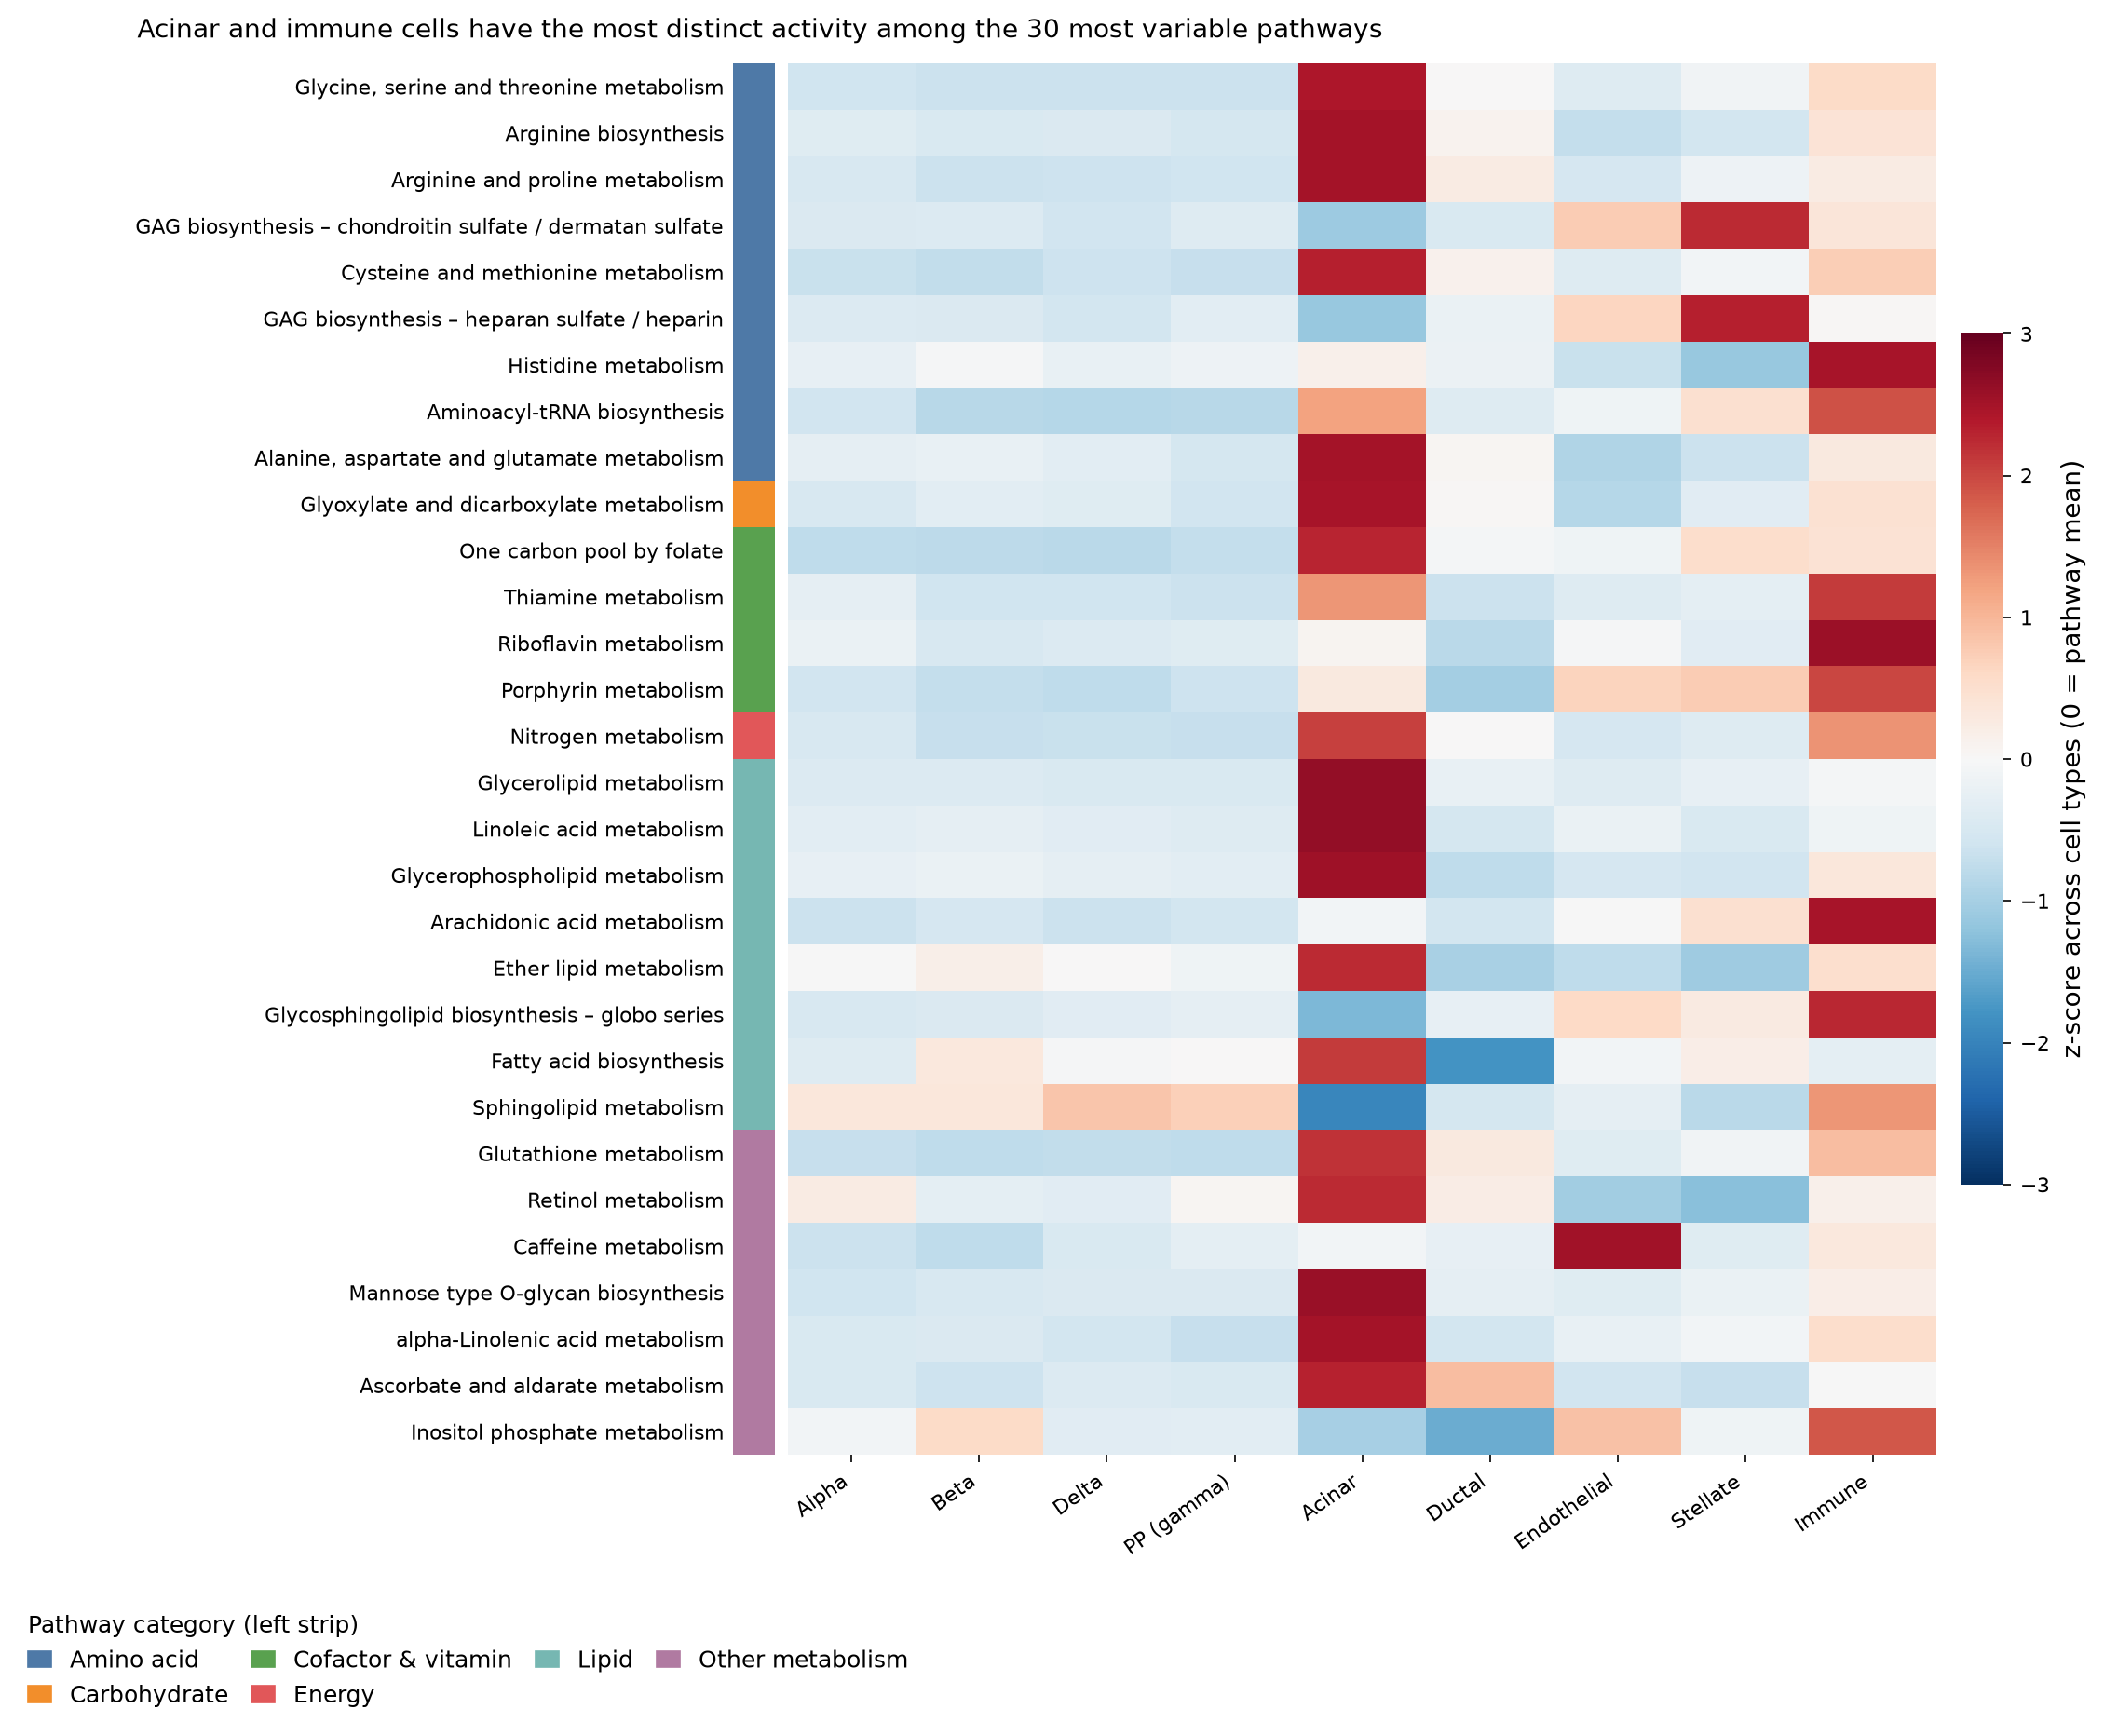 Acinar and immune cells have the most distinct activity among the 30 most variable pathways
Glycine, serine and threonine metabolism
Arginine biosynthesis
Arginine and proline metabolism
GAG biosynthesis – chondroitin sulfate / dermatan sulfate
Cysteine and methionine metabolism
GAG biosynthesis – heparan sulfate / heparin
Histidine metabolism
Aminoacyl-tRNA biosynthesis
Alanine, aspartate and glutamate metabolism
Glyoxylate and dicarboxylate metabolism
One carbon pool by folate
Thiamine metabolism
Riboflavin metabolism
Porphyrin metabolism
Nitrogen metabolism
Glycerolipid metabolism
Linoleic acid metabolism
Glycerophospholipid metabolism
Arachidonic acid metabolism
Ether lipid metabolism
Glycosphingolipid biosynthesis – globo series
Fatty acid biosynthesis
Sphingolipid metabolism
Glutathione metabolism
Retinol metabolism
Caffeine metabolism
Mannose type O-glycan biosynthesis
alpha-Linolenic acid metabolism
Ascorbate and aldarate metabolism
Inositol phosphate metabolism
Alpha
Beta
Delta
PP (gamma)
Acinar
Ductal
Endothelial
Stellate
Immune
3
2
1
0
−1
−2
−3
z-score across cell types (0 = pathway mean)
Pathway category (left strip)
Amino acid
Carbohydrate
Cofactor & vitamin
Energy
Lipid
Other metabolism